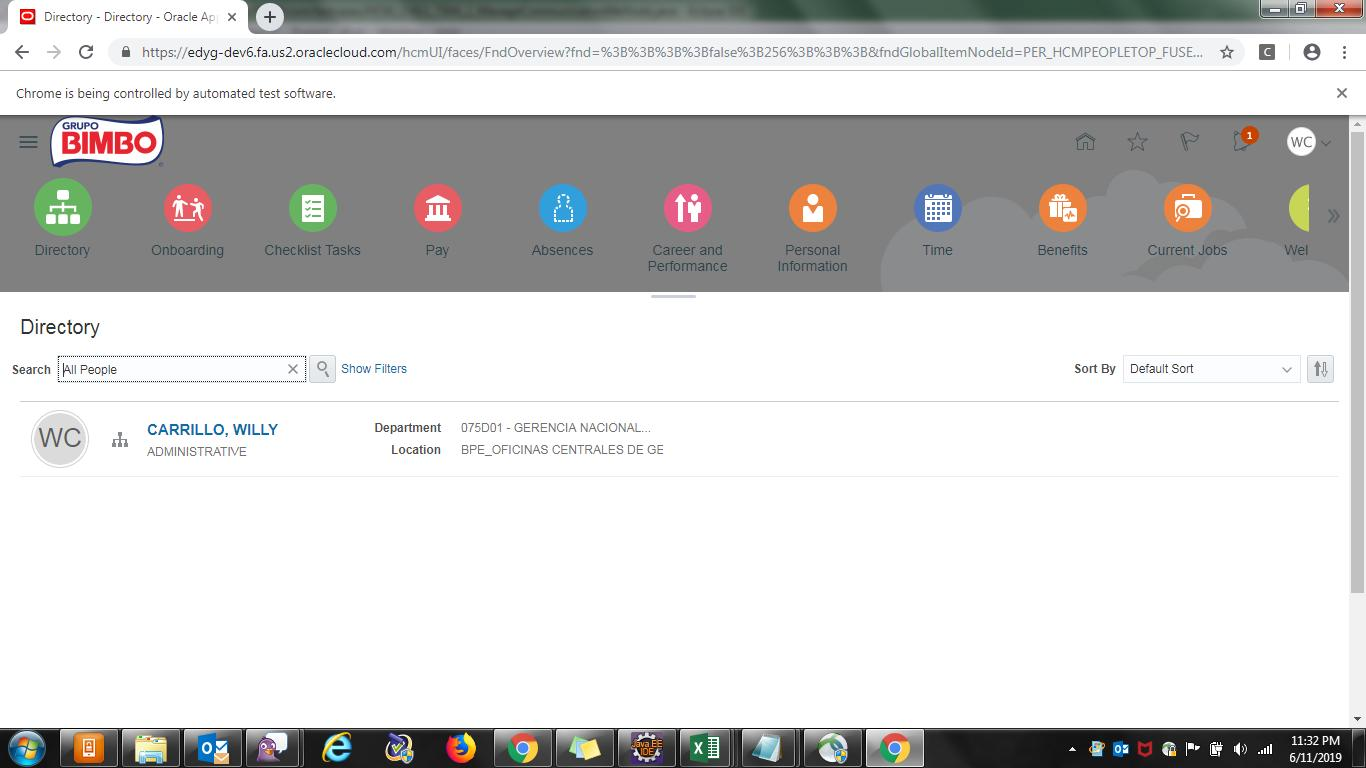 Directory - Directory - Oracle Ap
https://edyg-dev6.fa.us2.oraclecloud.com/hcmUI/faces/FndOverview?fnd=%3B%3B%3B%3Bfalse%3B256%3B%3B%3B&fndGlobalItemNodeId=PER_HCMPEOPLETOP_FUSE...
C
Chrome is being controlled by automated test software.
GRUPO
BIMBO
1
WC
Directory
Onboarding
Checklist Tasks
Pay
Absences
Career and
Performance
Personal
Information
Time
Benefits
Current Jobs
Wel
Directory
Search
All People
Show Filters
Sort By
Default Sort
WC
CARRILLO, WILLY
ADMINISTRATIVE
Department
075D01 - GERENCIA NACIONAL...
Location
BPE_OFICINAS CENTRALES DE GE
Java EE
IDE
11:32 PM
6/11/2019